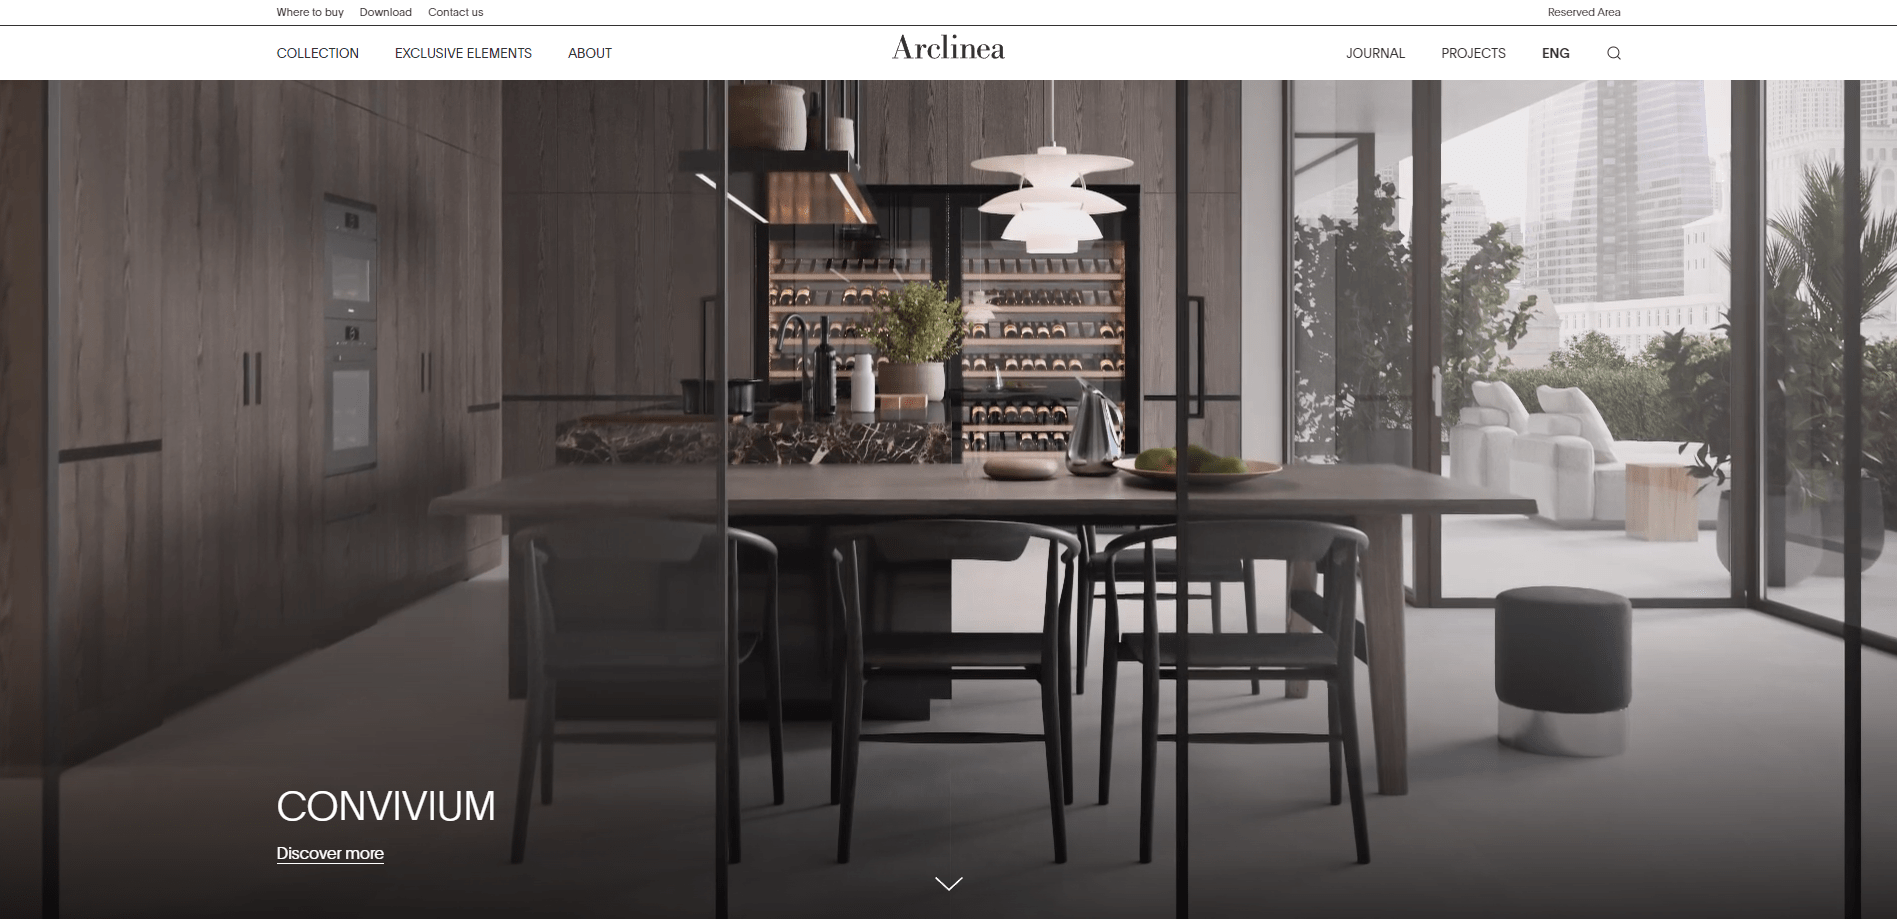 Where to buy Download Contact us Reserved Area
COLLECTION EXCLUSIVE ELEMENTS ABOUT Arclinea JOURNAL PROJECTS ENG
CONVIVIUM
Discover more